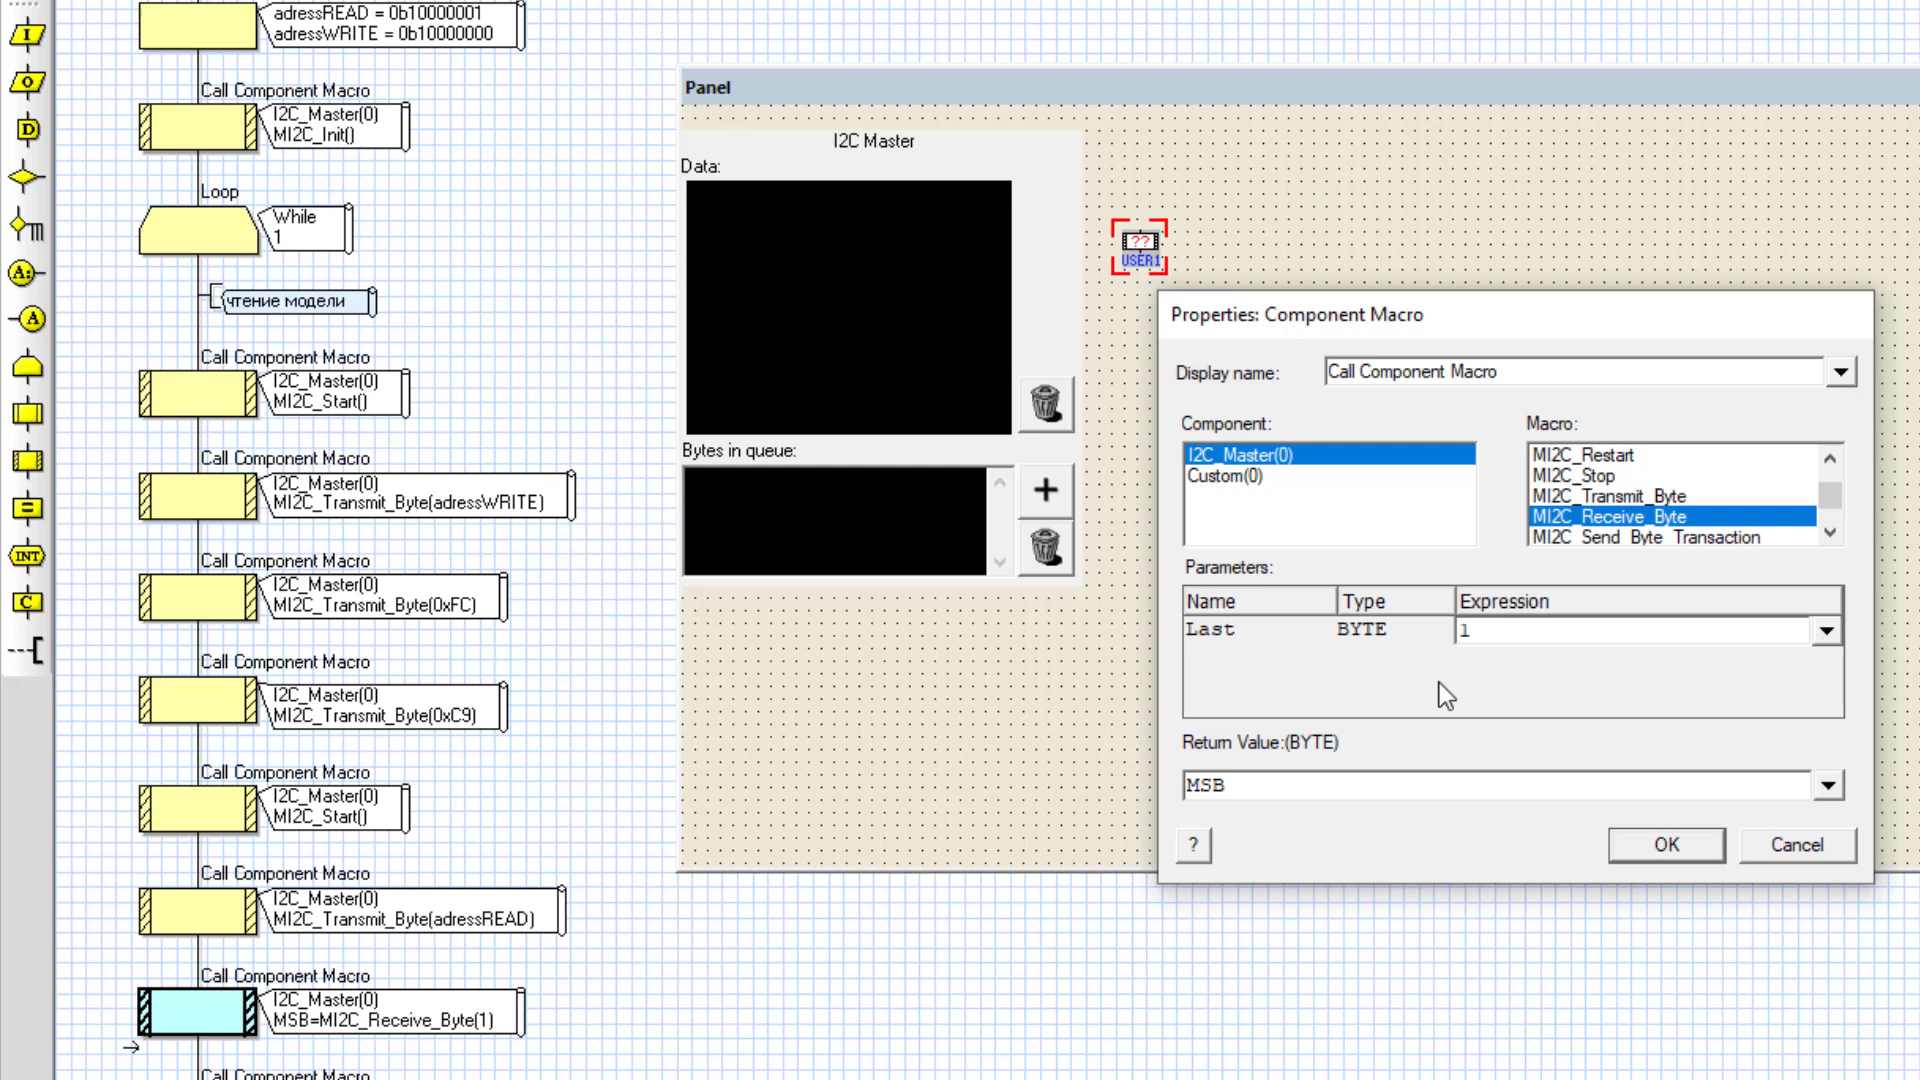 adressREAD = 0b10000001
adressWRITE = 0b10000000
Call Component Macro
I2C_Master(0)
MI2C_Init()
Loop
While
1
чтение модели
Call Component Macro
I2C_Master(0)
MI2C_Start()
Call Component Macro
I2C_Master(0)
MI2C_Transmit_Byte(adressWRITE)
Call Component Macro
I2C_Master(0)
MI2C_Transmit_Byte(0xFC)
Call Component Macro
I2C_Master(0)
MI2C_Transmit_Byte(0xC9)
Call Component Macro
I2C_Master(0)
MI2C_Start()
Call Component Macro
I2C_Master(0)
MI2C_Transmit_Byte(adressREAD)
Call Component Macro
I2C_Master(0)
MSB=MI2C_Receive_Byte(1)
Call Component Macro
I
O
D
A:
A
=
INT
C
Panel
I2C Master
Data:
Bytes in queue:
+
??
USER1
Properties: Component Macro
Display name:
Call Component Macro
Component:
I2C_Master(0)
Custom(0)
Macro:
MI2C_Restart
MI2C_Stop
MI2C_Transmit_Byte
MI2C_Receive_Byte
MI2C_Send_Byte_Transaction
Parameters:
Name Type Expression
Last BYTE 1
Return Value:(BYTE)
MSB
? OK Cancel